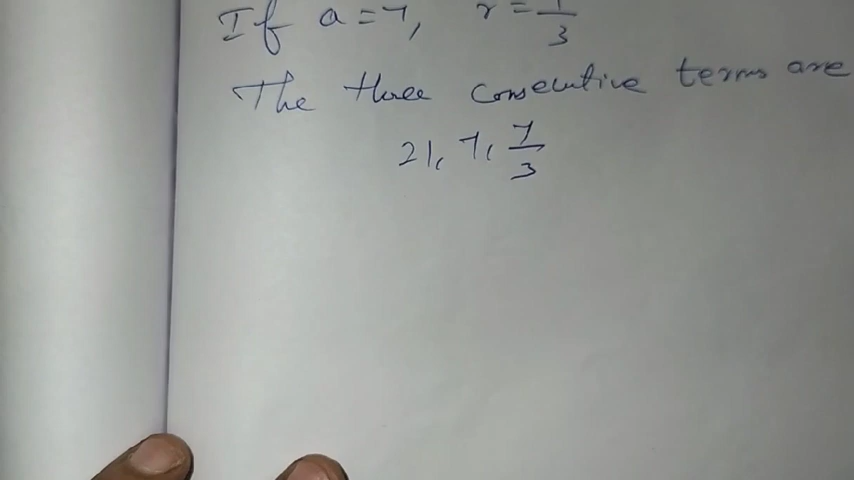 If a = 7, r = 1/3
The three consecutive terms are
21, 7, 7/3